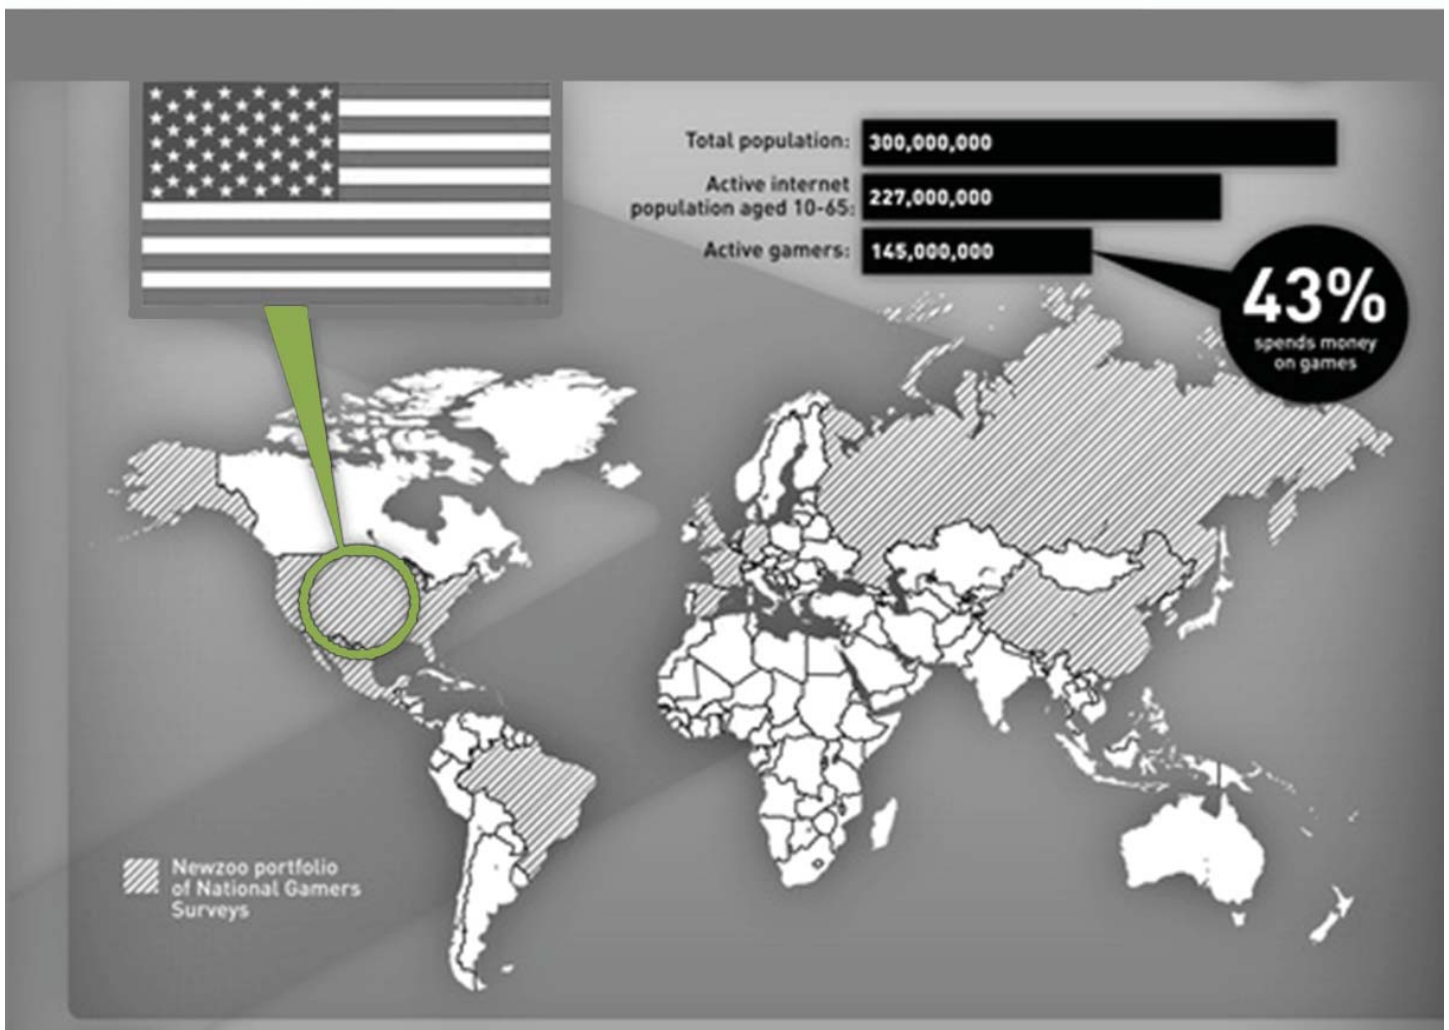 Total population: 300,000,000
Active internet
population aged 10-65: 227,000,000
Active gamers: 145,000,000
43%
spends money
on games
Newzoo portfolio
of National Gamers
Surveys